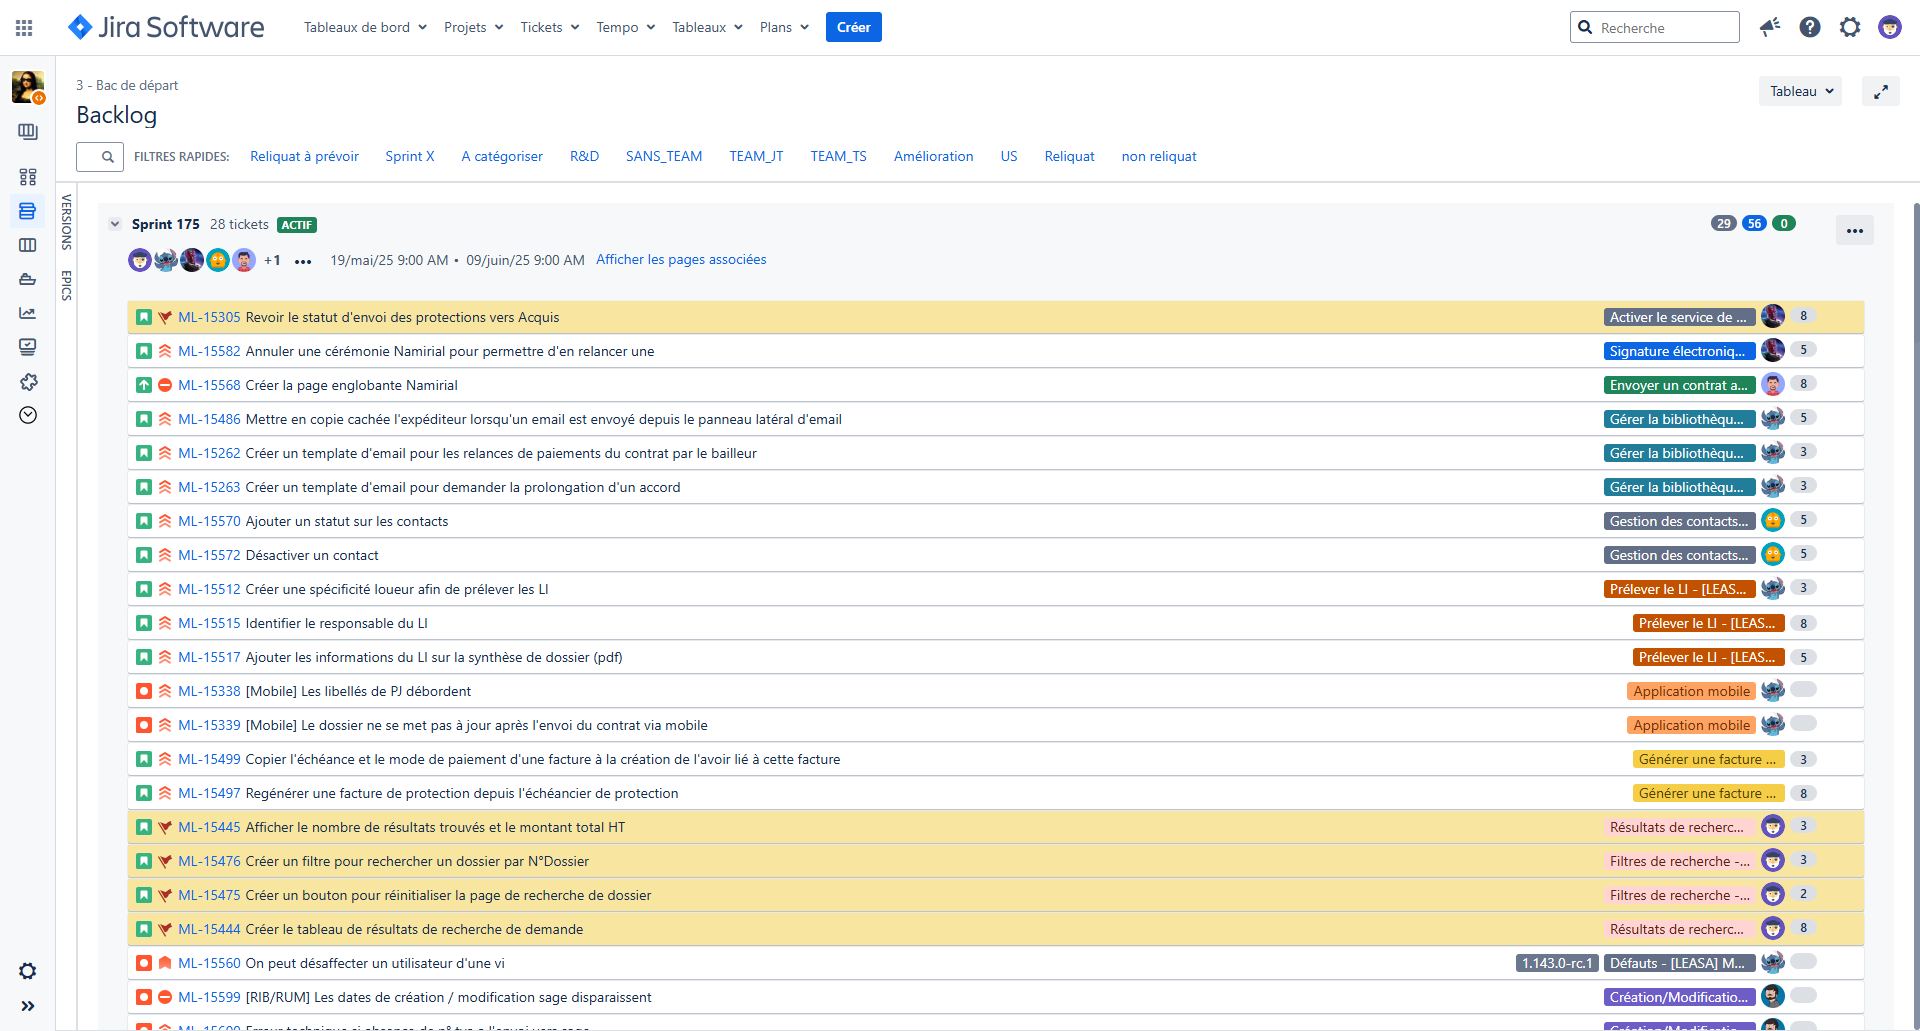 Jira Software
Tableaux de bord Projets Tickets Tempo Tableaux Plans Créer
Recherche
3 - Bac de départ
Tableau
Backlog
FILTRES RAPIDES: Reliquat à prévoir Sprint X A catégoriser R&D SANS_TEAM TEAM_JT TEAM_TS Amélioration US Reliquat non reliquat
VERSIONS
EPICS
Sprint 175 28 tickets ACTIF 29 56 0
+1 19/mai/25 9:00 AM • 09/juin/25 9:00 AM Afficher les pages associées
ML-15305 Revoir le statut d'envoi des protections vers Acquis Activer le service de ... 8
ML-15582 Annuler une cérémonie Namirial pour permettre d'en relancer une Signature électroniq... 5
ML-15568 Créer la page englobante Namirial Envoyer un contrat a... 8
ML-15486 Mettre en copie cachée l'expéditeur lorsqu'un email est envoyé depuis le panneau latéral d'email Gérer la bibliothèqu... 5
ML-15262 Créer un template d'email pour les relances de paiements du contrat par le bailleur Gérer la bibliothèqu... 3
ML-15263 Créer un template d'email pour demander la prolongation d'un accord Gérer la bibliothèqu... 3
ML-15570 Ajouter un statut sur les contacts Gestion des contacts... 5
ML-15572 Désactiver un contact Gestion des contacts... 5
ML-15512 Créer une spécificité loueur afin de prélever les LI Prélever le LI - [LEAS... 3
ML-15515 Identifier le responsable du LI Prélever le LI - [LEAS... 8
ML-15517 Ajouter les informations du LI sur la synthèse de dossier (pdf) Prélever le LI - [LEAS... 5
ML-15338 [Mobile] Les libellés de PJ débordent Application mobile
ML-15339 [Mobile] Le dossier ne se met pas à jour après l'envoi du contrat via mobile Application mobile
ML-15499 Copier l'échéance et le mode de paiement d'une facture à la création de l'avoir lié à cette facture Générer une facture ... 3
ML-15497 Regénérer une facture de protection depuis l'échéancier de protection Générer une facture ... 8
ML-15445 Afficher le nombre de résultats trouvés et le montant total HT Résultats de recherc... 3
ML-15476 Créer un filtre pour rechercher un dossier par N°Dossier Filtres de recherche -... 3
ML-15475 Créer un bouton pour réinitialiser la page de recherche de dossier Filtres de recherche -... 2
ML-15444 Créer le tableau de résultats de recherche de demande Résultats de recherc... 8
ML-15560 On peut désaffecter un utilisateur d'une vi 1.143.0-rc.1 Défauts - [LEASA] M...
ML-15599 [RIB/RUM] Les dates de création / modification sage disparaissent Création/Modificatio...